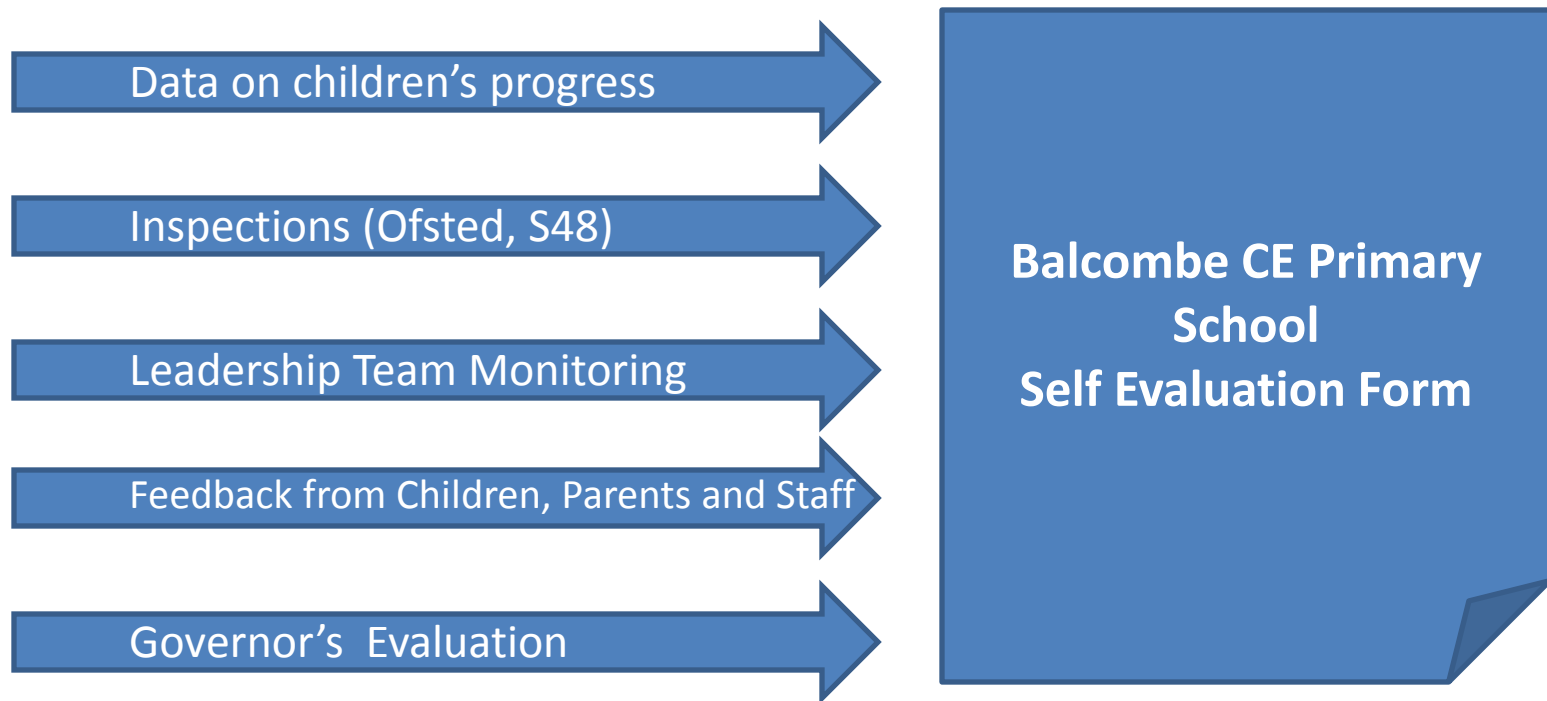 Data on children’s progress
Inspections (Ofsted, S48)
Leadership Team Monitoring
Feedback from Children, Parents and Staff
Governor’s  Evaluation
Balcombe CE Primary
School
Self Evaluation Form